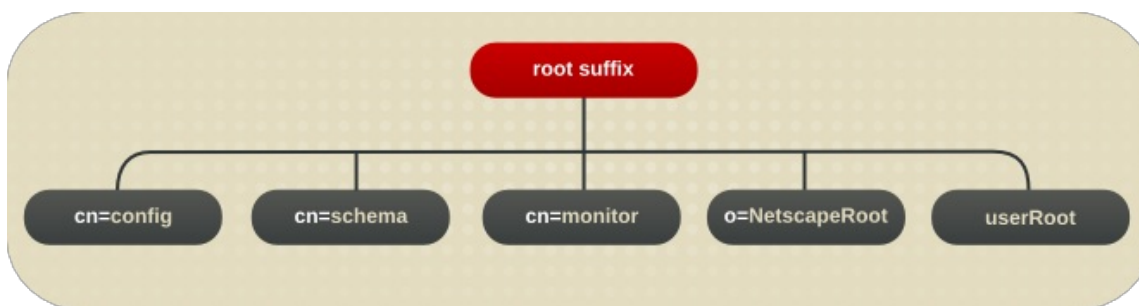 root suffix
cn=config
cn=schema
cn=monitor
o=NetscapeRoot
userRoot